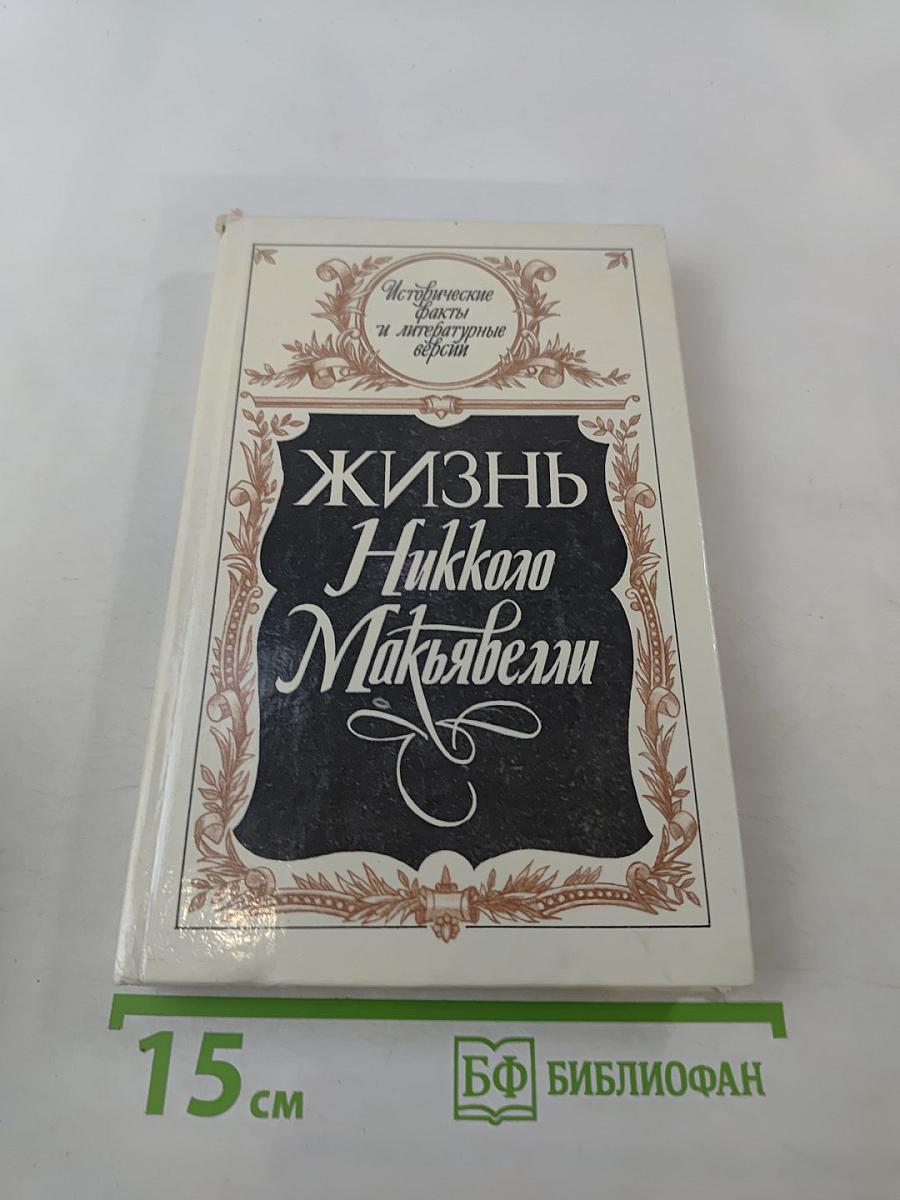 Исторические
факты
и литературные
версии
ЖИЗНЬ
Никколо
Макьявелли
15 см
БФ БИБЛИОФАН